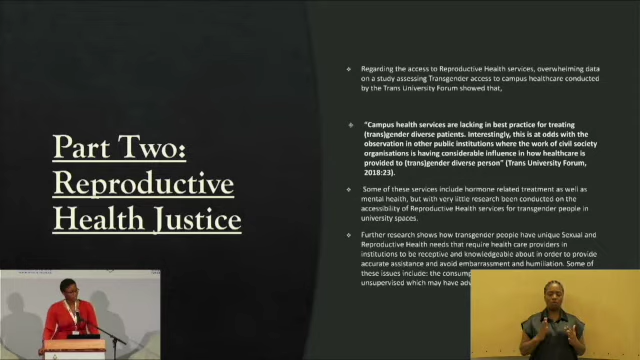 Part Two:
Reproductive
Health Justice
Regarding the access to Reproductive Health services, overwhelming data
on a study assessing Transgender access to campus healthcare conducted
by the Trans University Forum showed that,
“Campus health services are lacking in best practice for treating
(trans)gender diverse patients. Interestingly, this is at odds with the
observation in other public institutions where the work of civil society
organisations is having considerable influence in how healthcare is
provided to (trans)gender diverse person” (Trans University Forum,
2018:23).
Some of these services include hormone related treatment as well as
mental health, but with very little research been conducted on the
accessibility of Reproductive Health services for transgender people in
university spaces.
Further research shows how transgender people have unique Sexual and
Reproductive Health needs that require health care providers in
institutions to be receptive and knowledgeable about in order to provide
accurate assistance and avoid embarrassment and humiliation. Some of
these issues include: the
unsupervised which may have